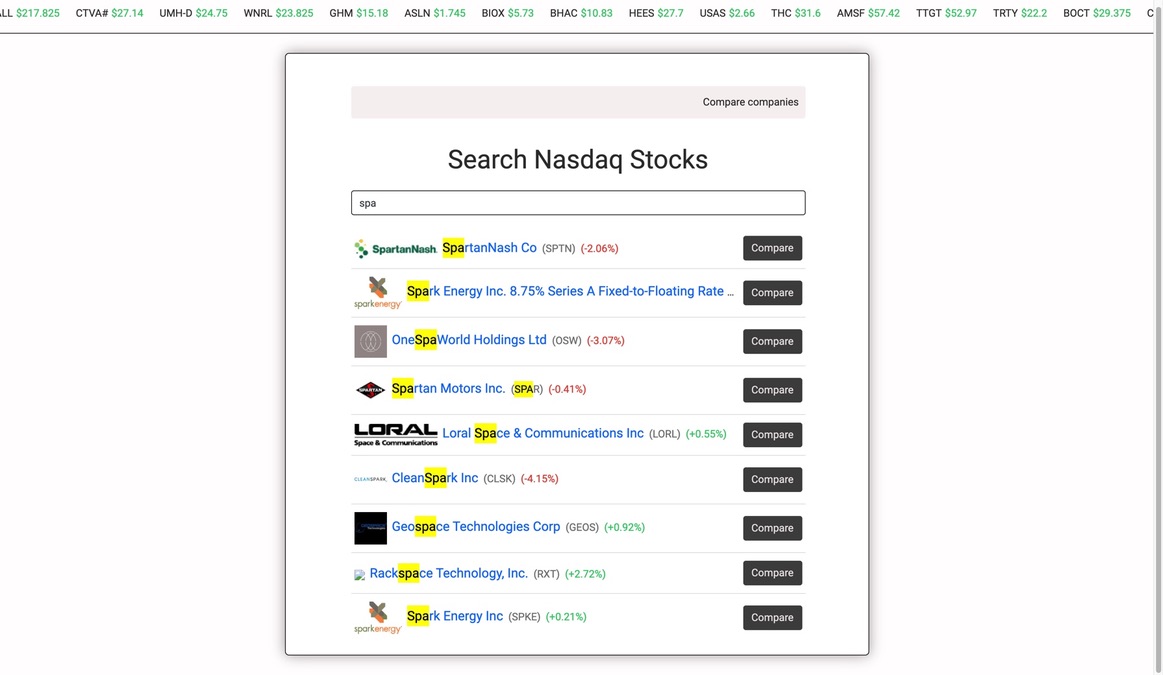 LL $217.825 CTVA# $27.14 UMH-D $24.75 WNRL $23.825 GHM $15.18 ASLN $1.745 BIOX $5.73 BHAC $10.83 HEES $27.7 USAS $2.66 THC $31.6 AMSF $57.42 TTGT $52.97 TRTY $22.2 BOCT $29.375 C
Compare companies
Search Nasdaq Stocks
spa
SpartanNash SpartanNash Co (SPTN) (-2.06%) Compare
sparkenergy Spark Energy Inc. 8.75% Series A Fixed-to-Floating Rate ... Compare
OneSpaWorld Holdings Ltd (OSW) (-3.07%) Compare
SPARTAN Spartan Motors Inc. (SPAR) (-0.41%) Compare
LORAL
Space & Communications Loral Space & Communications Inc (LORL) (+0.55%) Compare
CLEANSPARK CleanSpark Inc (CLSK) (-4.15%) Compare
Geospace Technologies Corp (GEOS) (+0.92%) Compare
Rackspace Technology, Inc. (RXT) (+2.72%) Compare
sparkenergy Spark Energy Inc (SPKE) (+0.21%) Compare